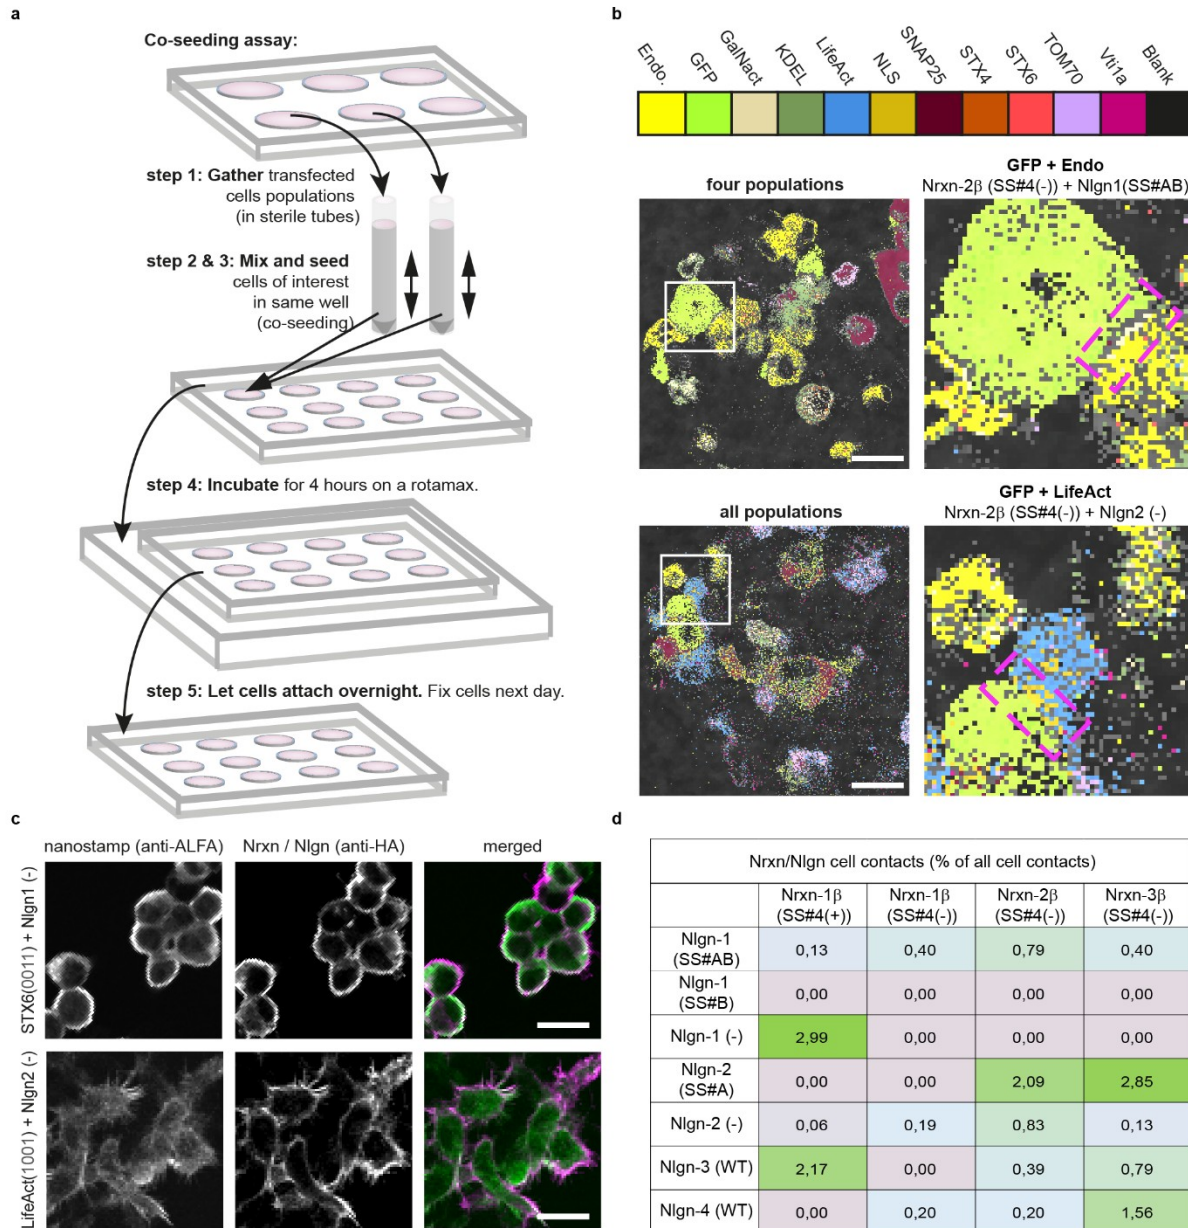 a
Co-seeding assay:
step 1: Gather transfected
cells populations
(in sterile tubes)
step 2 & 3: Mix and seed
cells of interest
in same well
(co-seeding)
step 4: Incubate for 4 hours on a rotamax.
step 5: Let cells attach overnight. Fix cells next day.
b
Endo.
GFP
GalNact
KDEL
LifeAct
NLS
SNAP25
STX4
STX6
TOM70
Vti1a
Blank
four populations
GFP + Endo
Nrxn-2β (SS#4(-)) + Nlgn1(SS#AB)
all populations
GFP + LifeAct
Nrxn-2β (SS#4(-)) + Nlgn2 (-)
c
nanostamp (anti-ALFA) Nrxn / Nlgn (anti-HA) merged
STX6(0011) + Nlgn1 (-)
LifeAct(1001) + Nlgn2 (-)
d
Nrxn/Nlgn cell contacts (% of all cell contacts)
Nrxn-1β Nrxn-1β Nrxn-2β Nrxn-3β
(SS#4(+)) (SS#4(-)) (SS#4(-)) (SS#4(-))
Nlgn-1
(SS#AB) 0,13 0,40 0,79 0,40
Nlgn-1
(SS#B) 0,00 0,00 0,00 0,00
Nlgn-1 (-) 2,99 0,00 0,00 0,00
Nlgn-2
(SS#A) 0,00 0,00 2,09 2,85
Nlgn-2 (-) 0,06 0,19 0,83 0,13
Nlgn-3 (WT) 2,17 0,00 0,39 0,79
Nlgn-4 (WT) 0,00 0,20 0,20 1,56